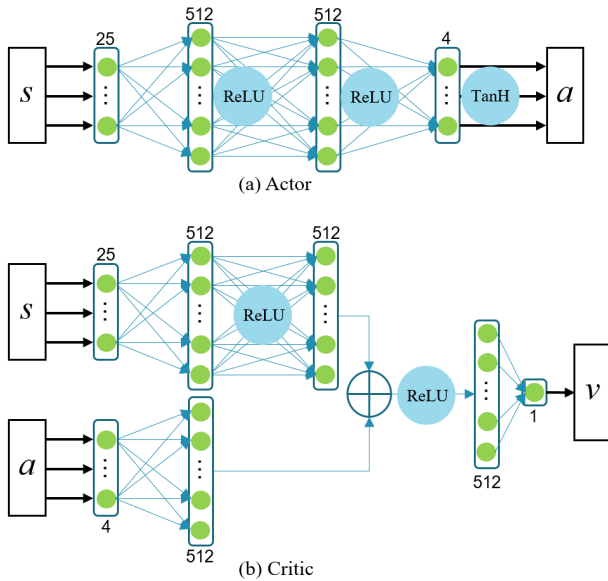 25
512
512
4
s
ReLU
ReLU
TanH
a
(a) Actor
25
512
512
s
ReLU
ReLU
1
v
a
4
512
512
(b) Critic